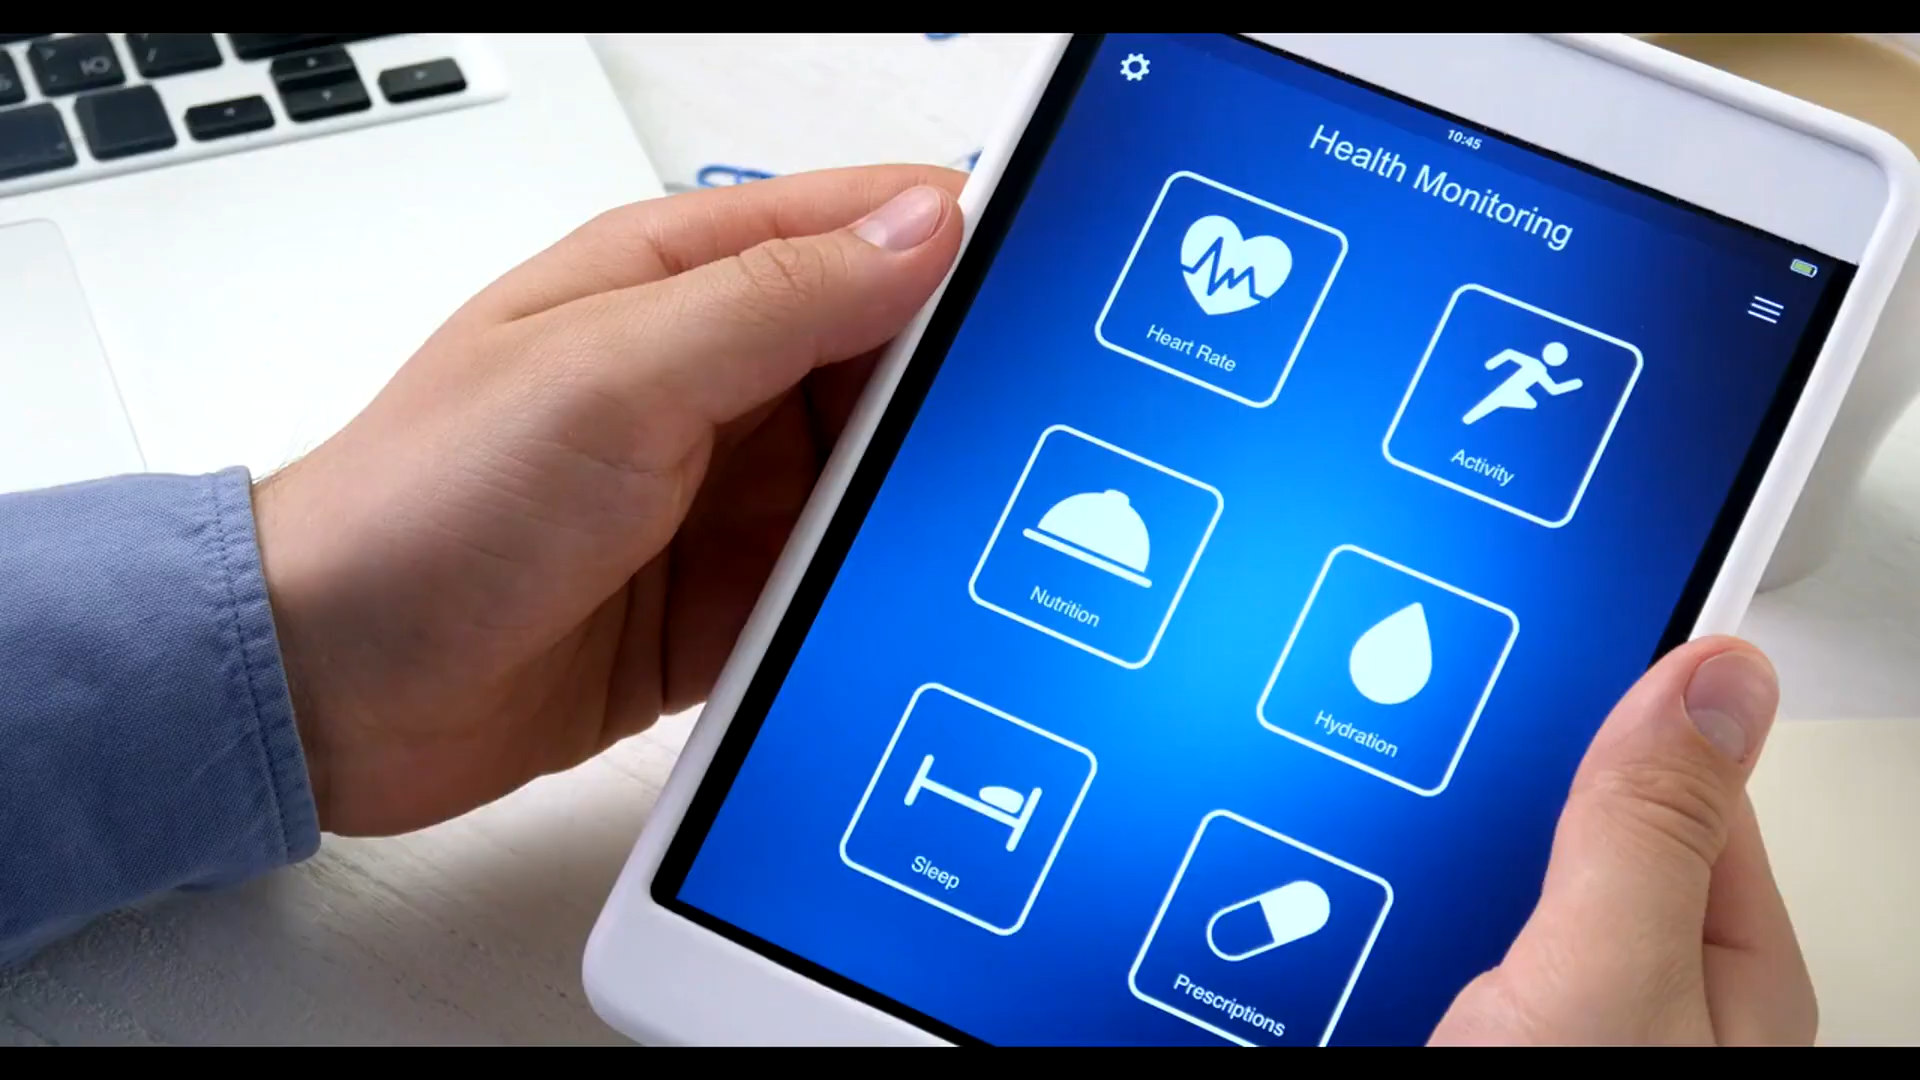 10:45
Health Monitoring
Heart Rate
Activity
Nutrition
Hydration
Sleep
Prescriptions
Ю